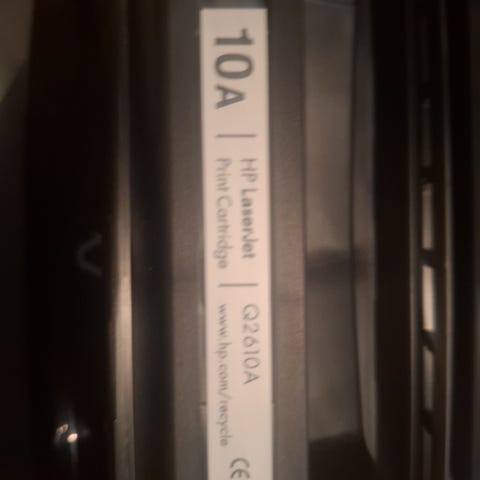 10A
HP LaserJet
Print Cartridge
Q2610A
www.hp.com/recycle
CE